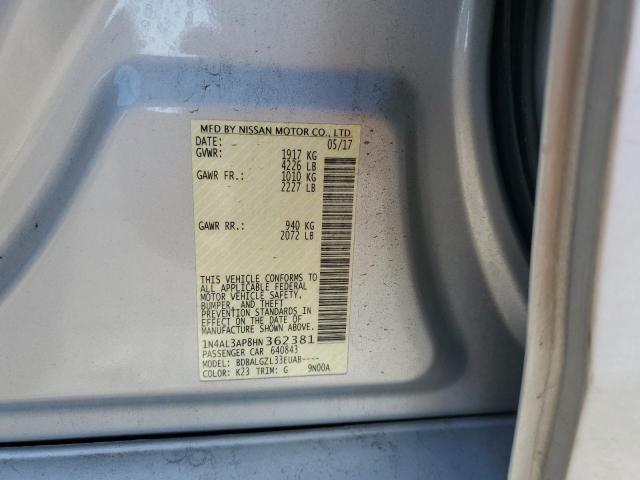 MFD BY NISSAN MOTOR CO., LTD
DATE: 05/17
GVWR: 1917 KG
4226 LB
GAWR FR.: 1010 KG
2227 LB
GAWR RR.: 940 KG
2072 LB
THIS VEHICLE CONFORMS TO
ALL APPLICABLE FEDERAL
MOTOR VEHICLE SAFETY,
BUMPER, AND THEFT
PREVENTION STANDARDS
IN EFFECT ON THE DATE OF
MANUFACTURE SHOWN ABOVE.
1N4AL3AP8HN362381
PASSENGER CAR 640843
MODEL: BDBALGZL33EUAB----
COLOR: K23 TRIM: G 9N00A